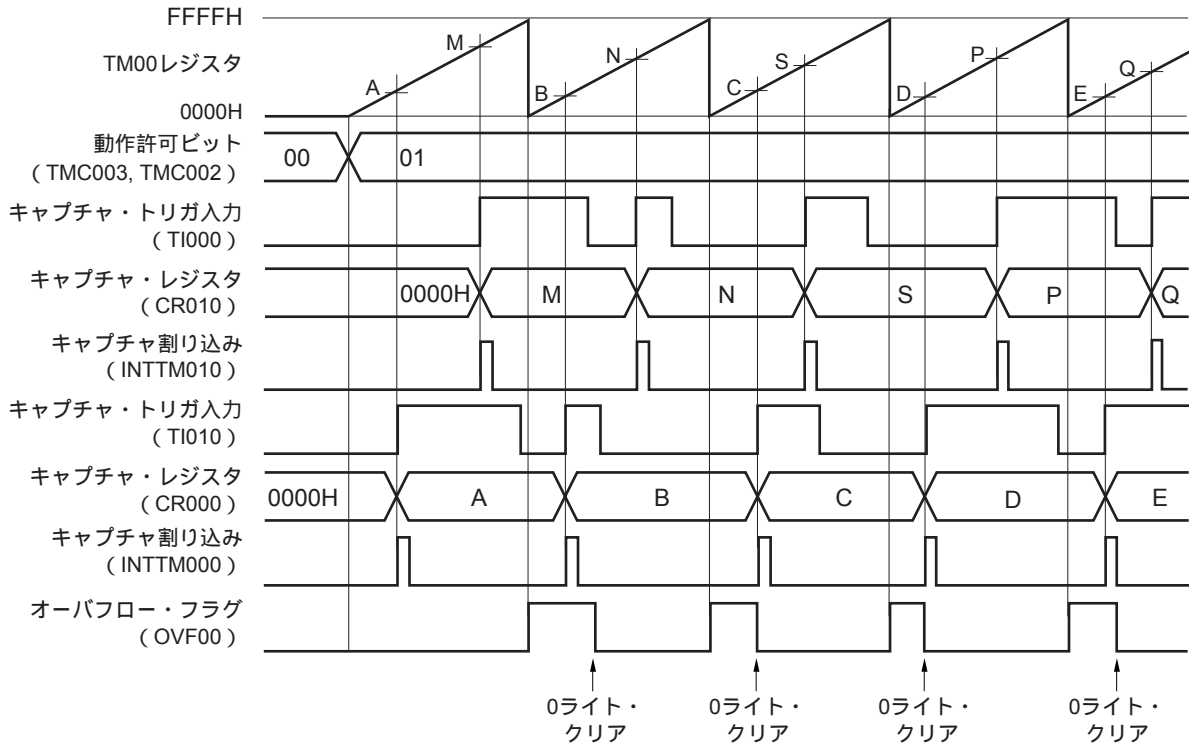 FFFFH
TM00レジスタ
0000H
A
M
B
N
C
S
D
P
E
Q
動作許可ビット
（TMC003, TMC002）
00
01
キャプチャ・トリガ入力
（TI000）
キャプチャ・レジスタ
（CR010）
0000H
M
N
S
P
Q
キャプチャ割り込み
（INTTM010）
キャプチャ・トリガ入力
（TI010）
キャプチャ・レジスタ
（CR000）
0000H
A
B
C
D
E
キャプチャ割り込み
（INTTM000）
オーバフロー・フラグ
（OVF00）
0ライト・
クリア
0ライト・
クリア
0ライト・
クリア
0ライト・
クリア